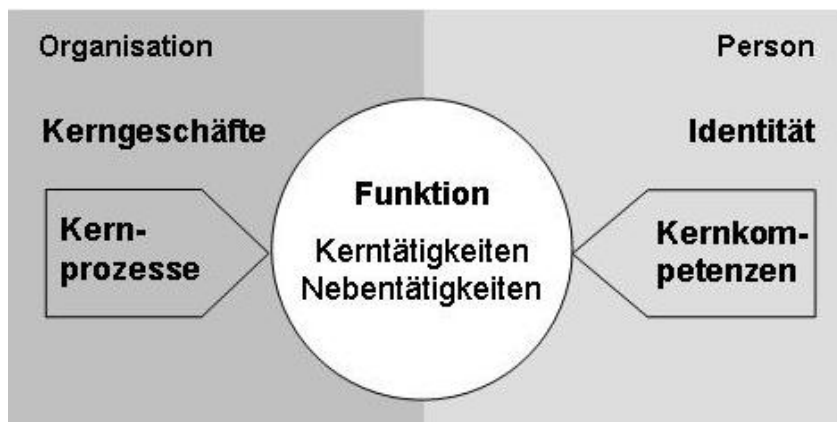 Organisation
Person
Kerngeschäfte
Identität
Funktion
Kerntätigkeiten
Nebentätigkeiten
Kern-
prozesse
Kernkom-
petenzen